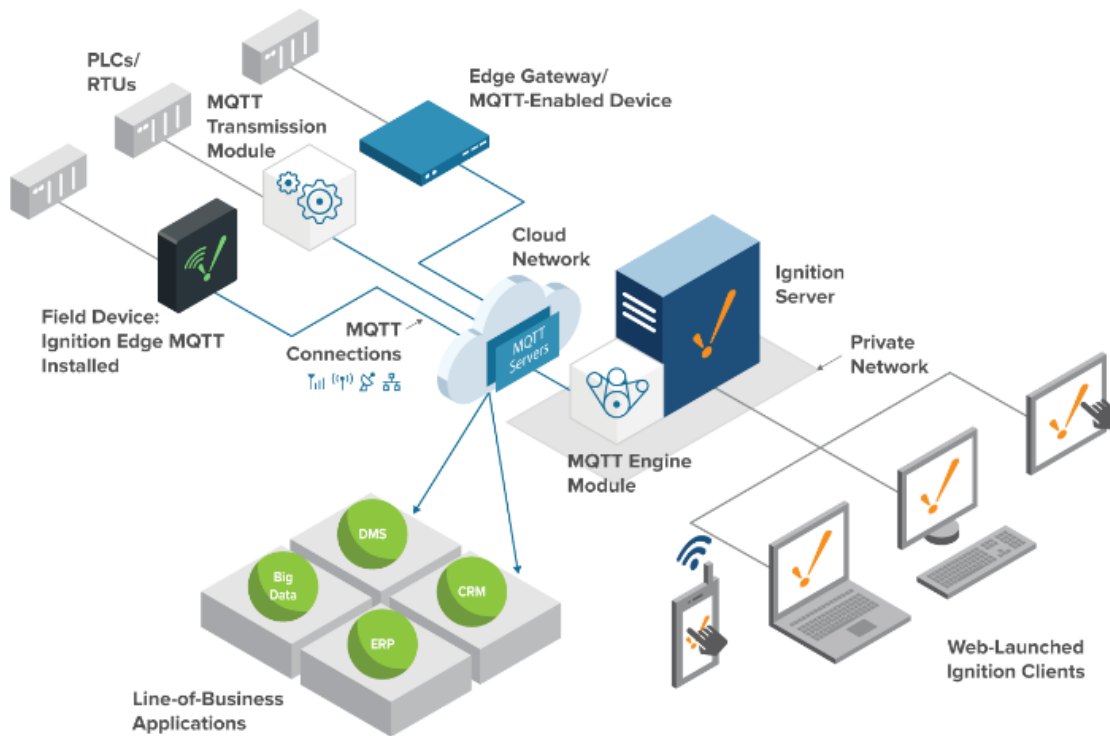 PLCs/
RTUs
MQTT
Transmission
Module
Edge Gateway/
MQTT-Enabled Device
Cloud
Network
Ignition
Server
Field Device:
Ignition Edge MQTT
Installed
MQTT
Connections
MQTT
Servers
Private
Network
MQTT Engine
Module
DMS
Big
Data
CRM
ERP
Line-of-Business
Applications
Web-Launched
Ignition Clients